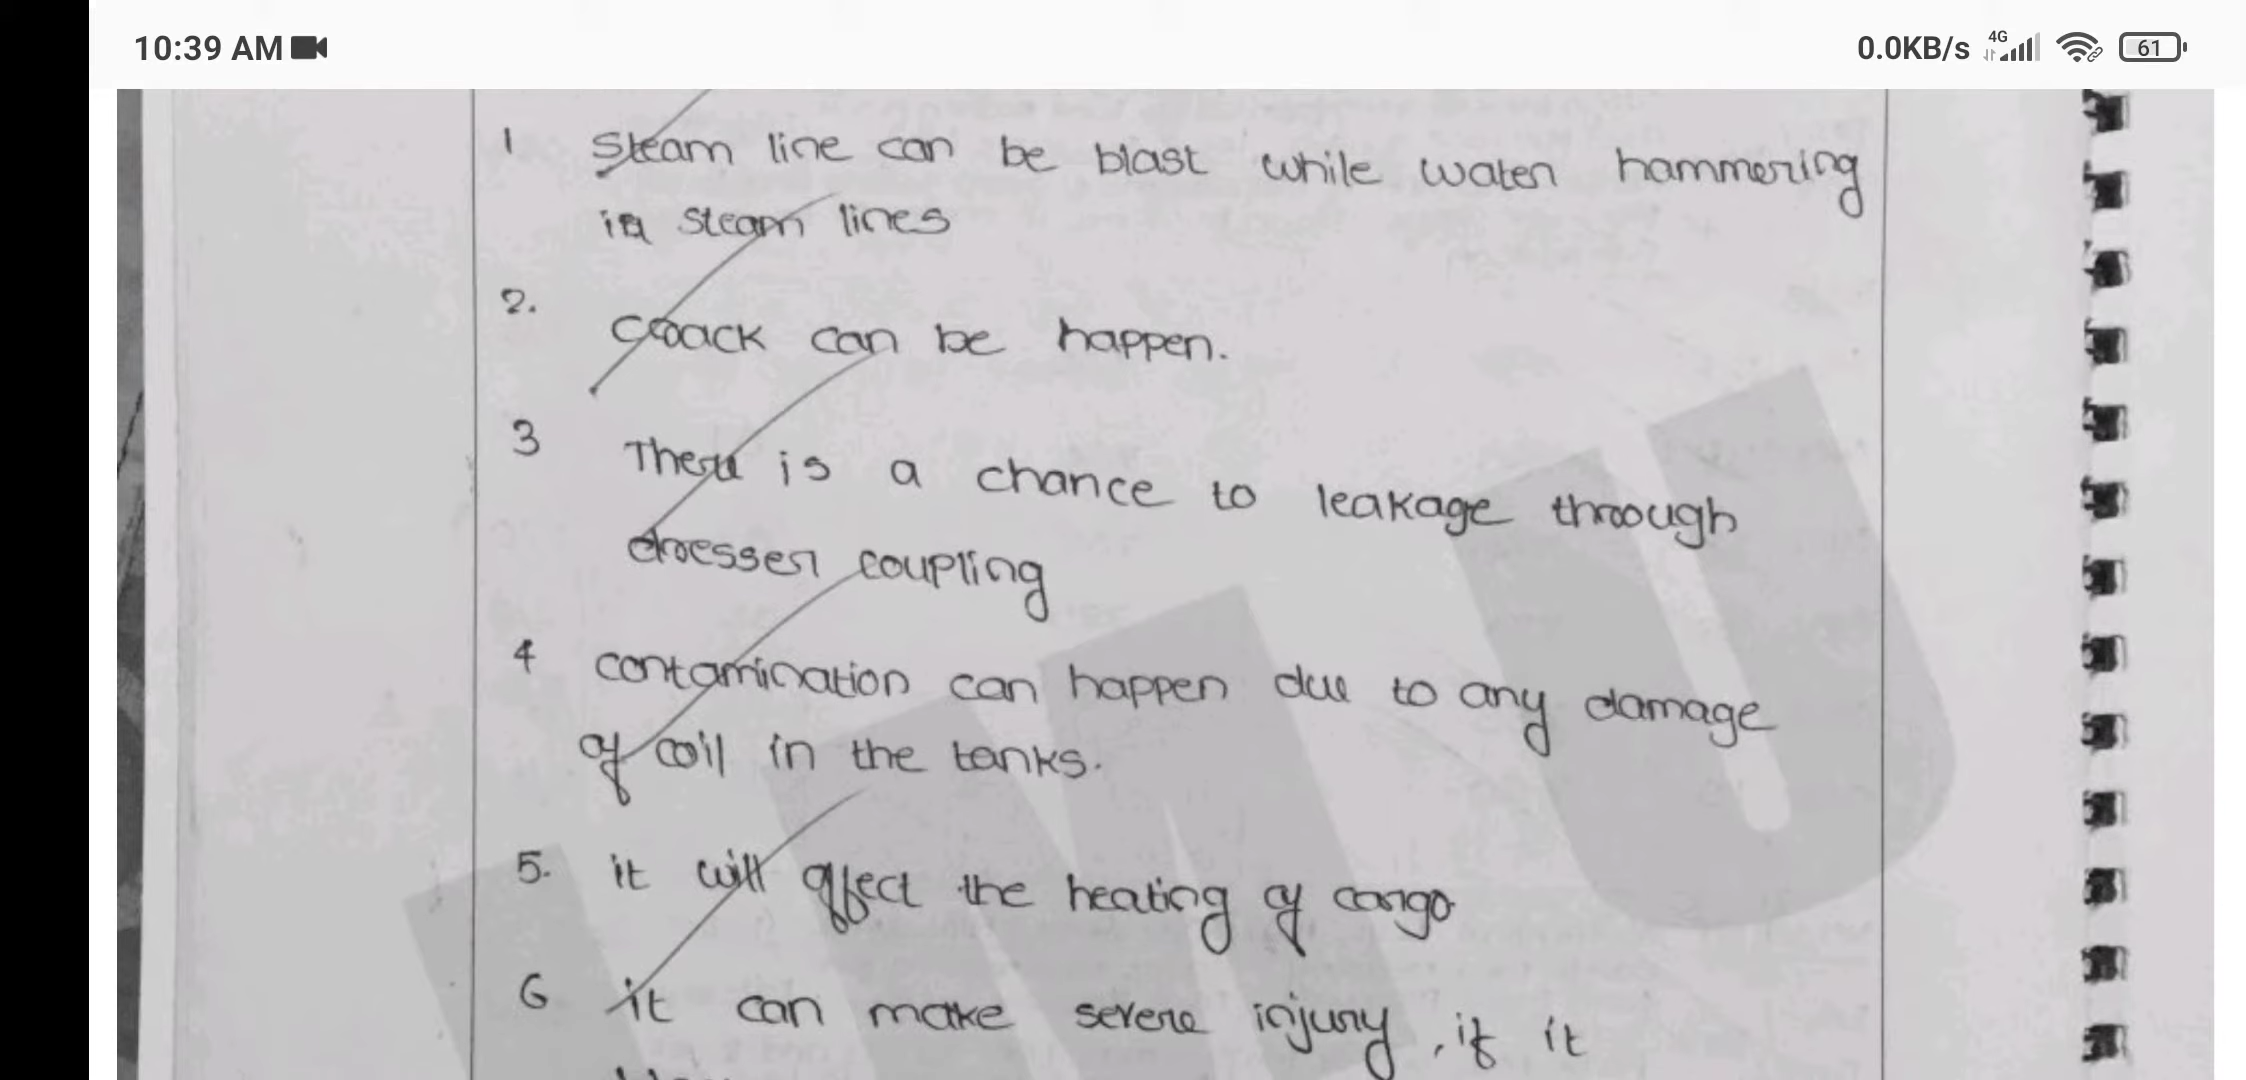 10:39 AM
0.0KB/s 4G 61
1 Steam line can be blast while water hammering
in steam lines
2.
Crack can be happen.
3 There is a chance to leakage through
dresser coupling
4 contamination can happen due to any damage
of coil in the tanks.
5. it will affect the heating of cargo
6 it can make severe injury, if it
IMU